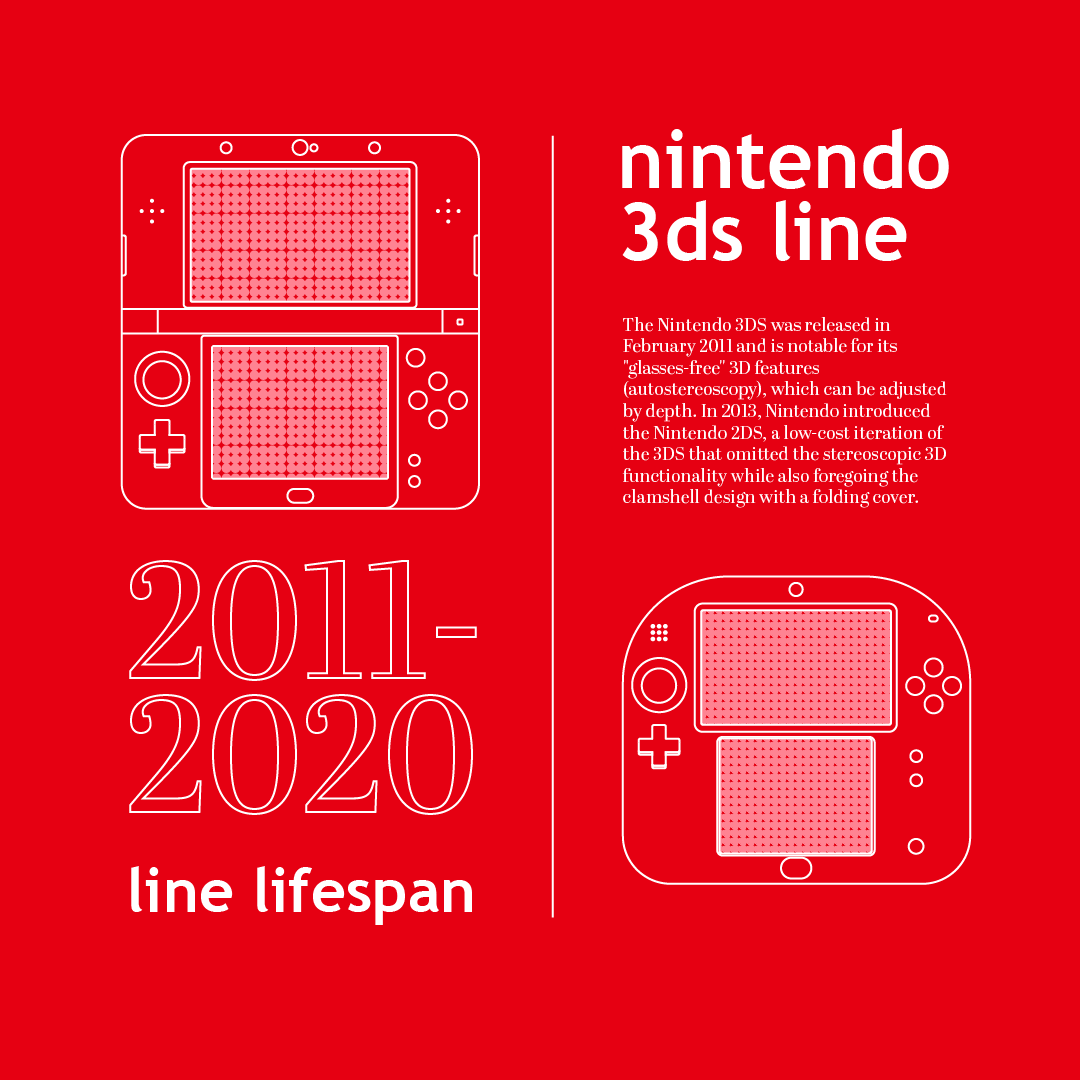 nintendo
3ds line
The Nintendo 3DS was released in
February 2011 and is notable for its
"glasses-free" 3D features
(autostereoscopy), which can be adjusted
by depth. In 2013, Nintendo introduced
the Nintendo 2DS, a low-cost iteration of
the 3DS that omitted the stereoscopic 3D
functionality while also foregoing the
clamshell design with a folding cover.
2011-
2020
line lifespan